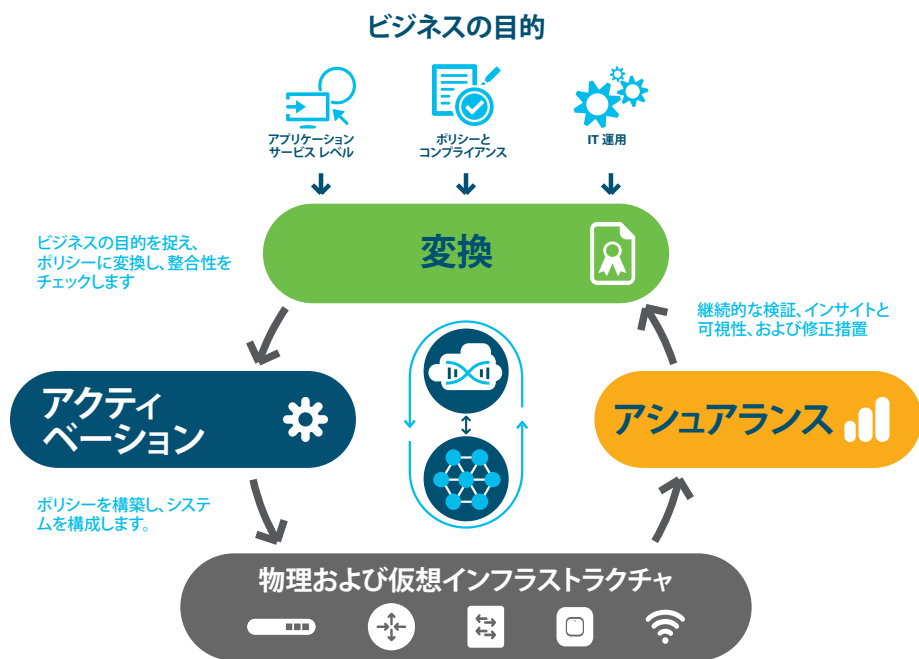 ビジネスの目的
アプリケーション
サービス レベル
ポリシーと
コンプライアンス
IT 運用
変換
ビジネスの目的を捉え、
ポリシーに変換し、整合性を
チェックします
継続的な検証、インサイトと
可視性、および修正措置
アクティ
ベーション
アシュアランス
ポリシーを構築し、システ
ムを構成します。
物理および仮想インフラストラクチャ